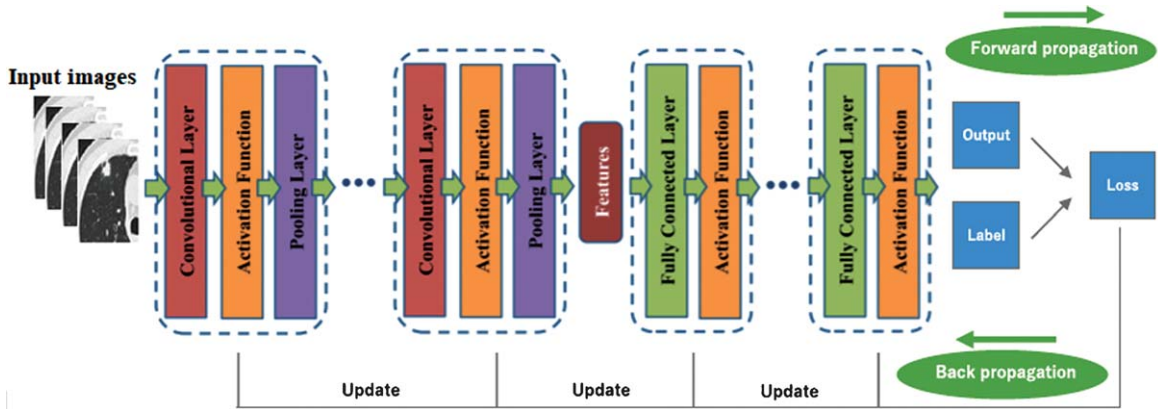 Input images
Convolutional Layer
Activation Function
Pooling Layer
Convolutional Layer
Activation Function
Pooling Layer
Features
Fully Connected Layer
Activation Function
Fully Connected Layer
Activation Function
Forward propagation
Output
Label
Loss
Back propagation
Update
Update
Update